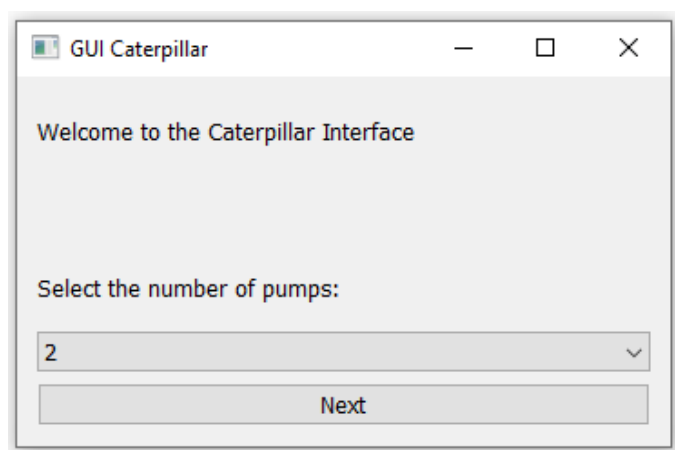 GUI Caterpillar
Welcome to the Caterpillar Interface
Select the number of pumps:
2
Next